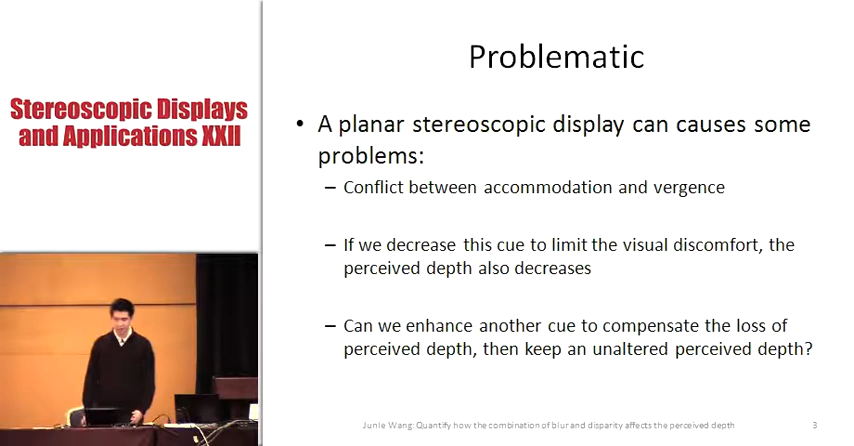 Stereoscopic Displays
and Applications XXII
Problematic
• A planar stereoscopic display can causes some
problems:
– Conflict between accommodation and vergence
– If we decrease this cue to limit the visual discomfort, the
perceived depth also decreases
– Can we enhance another cue to compensate the loss of
perceived depth, then keep an unaltered perceived depth?
Junle Wang: Quantify how the combination of blur and disparity affects the perceived depth
3